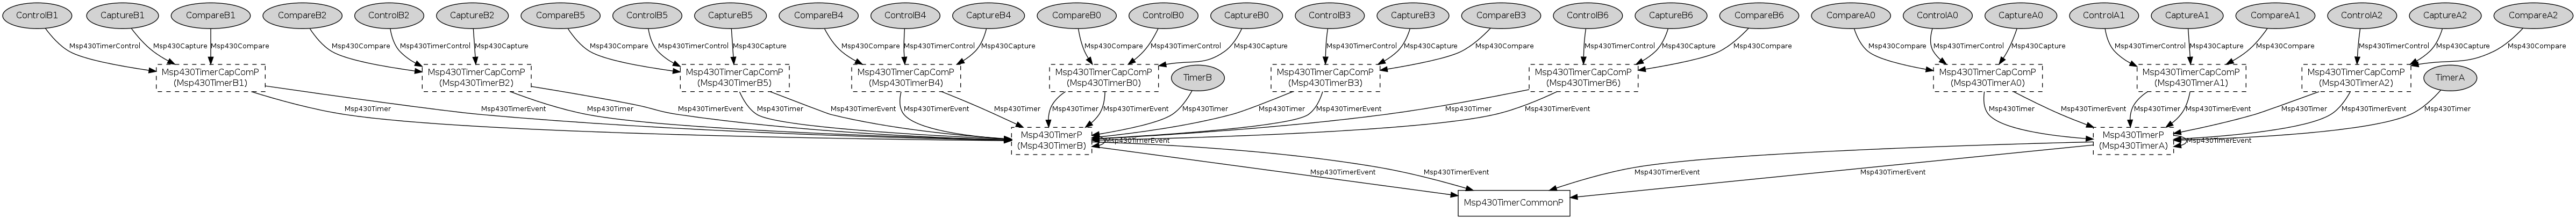 ControlB1 CaptureB1 CompareB1 CompareB2 ControlB2 CaptureB2 CompareB5 ControlB5 CaptureB5 CompareB4 ControlB4 CaptureB4 CompareB0 ControlB0 CaptureB0 ControlB3 CaptureB3 CompareB3 ControlB6 CaptureB6 CompareB6 CompareA0 ControlA0 CaptureA0 ControlA1 CaptureA1 CompareA1 ControlA2 CaptureA2 CompareA2
Msp430TimerControl Msp430Capture Msp430Compare Msp430Compare Msp430TimerControl Msp430Capture Msp430Compare Msp430TimerControl Msp430Capture Msp430Compare Msp430TimerControl Msp430Capture Msp430Compare Msp430TimerControl Msp430Capture Msp430TimerControl Msp430Capture Msp430Compare Msp430TimerControl Msp430Capture Msp430Compare Msp430Compare Msp430TimerControl Msp430Capture Msp430TimerControl Msp430Capture Msp430Compare Msp430TimerControl Msp430Capture Msp430Compare
Msp430TimerCapComP
(Msp430TimerB1)
Msp430TimerCapComP
(Msp430TimerB2)
Msp430TimerCapComP
(Msp430TimerB5)
Msp430TimerCapComP
(Msp430TimerB4)
Msp430TimerCapComP
(Msp430TimerB0)
TimerB
Msp430TimerCapComP
(Msp430TimerB3)
Msp430TimerCapComP
(Msp430TimerB6)
Msp430TimerCapComP
(Msp430TimerA0)
Msp430TimerCapComP
(Msp430TimerA1)
Msp430TimerCapComP
(Msp430TimerA2)
TimerA
Msp430Timer Msp430TimerEvent Msp430Timer Msp430TimerEvent Msp430Timer Msp430TimerEvent Msp430TimerEvent Msp430Timer Msp430Timer Msp430TimerEvent Msp430Timer Msp430Timer Msp430TimerEvent Msp430Timer Msp430TimerEvent Msp430Timer Msp430TimerEvent Msp430Timer Msp430TimerEvent Msp430Timer Msp430TimerEvent Msp430Timer
Msp430TimerP
(Msp430TimerB)
Msp430TimerEvent
Msp430TimerP
(Msp430TimerA)
Msp430TimerEvent
Msp430TimerEvent Msp430TimerEvent Msp430TimerEvent Msp430TimerEvent
Msp430TimerCommonP